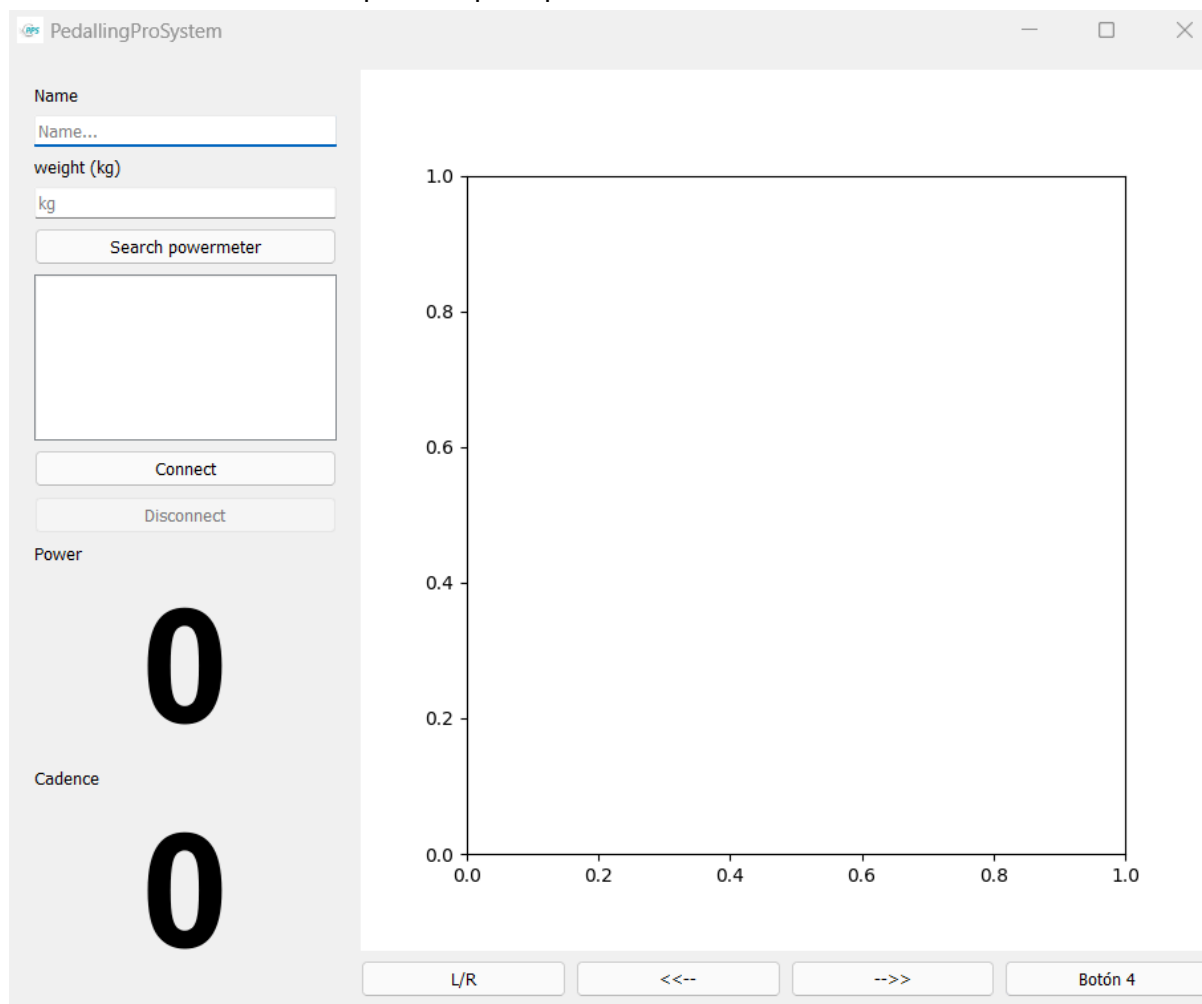 PPS PedallingProSystem
Name
Name...
weight (kg)
kg
Search powermeter
Connect
Disconnect
Power
0
Cadence
0
1.0
0.8
0.6
0.4
0.2
0.0
0.0 0.2 0.4 0.6 0.8 1.0
L/R <<-- -->> Botón 4